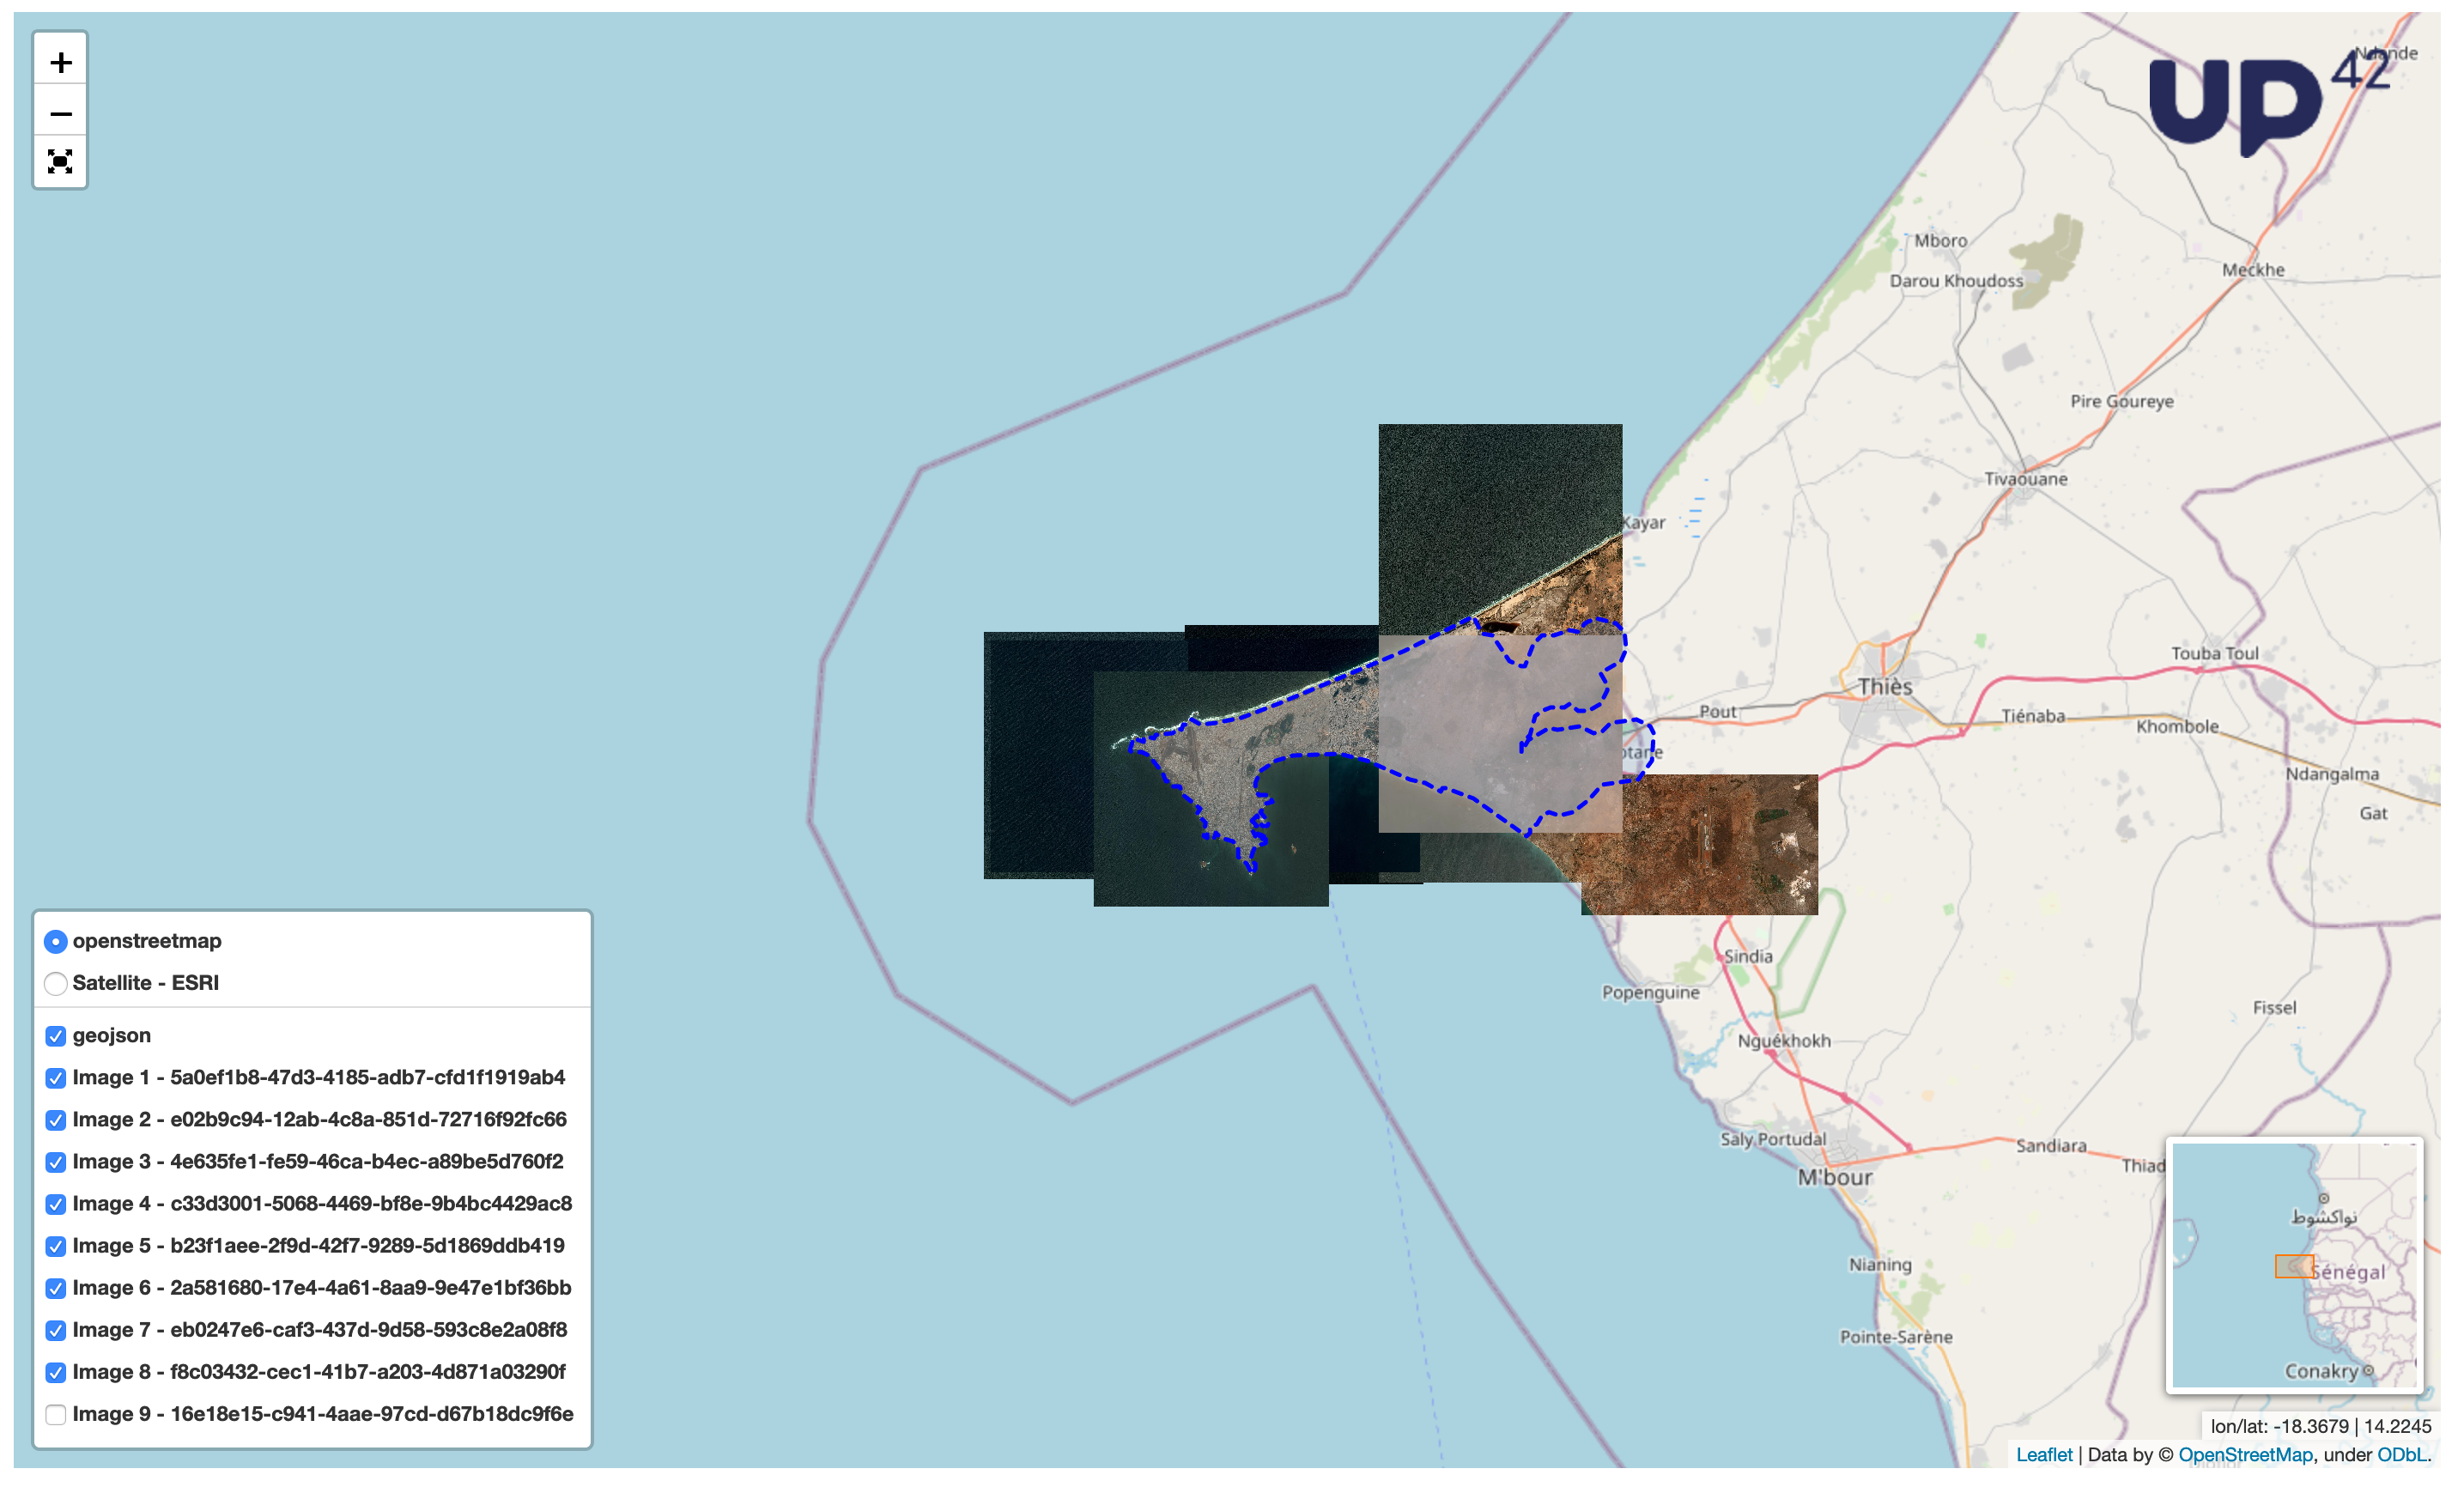 +
−
UP42
Ndande
Mboro
Meckhe
Darou Khoudoss
Pire Goureye
Tivaouane
Kayar
Touba Toul
Thiès
Pout
Tiénaba
Khombole
otane
Ndangalma
Gat
Sindia
Popenguine
Fissel
Nguékhokh
Saly Portudal
Sandiara
M'bour
Thiad
Nianing
Pointe-Sarène
openstreetmap
Satellite - ESRI
geojson
Image 1 - 5a0ef1b8-47d3-4185-adb7-cfd1f1919ab4
Image 2 - e02b9c94-12ab-4c8a-851d-72716f92fc66
Image 3 - 4e635fe1-fe59-46ca-b4ec-a89be5d760f2
Image 4 - c33d3001-5068-4469-bf8e-9b4bc4429ac8
Image 5 - b23f1aee-2f9d-42f7-9289-5d1869ddb419
Image 6 - 2a581680-17e4-4a61-8aa9-9e47e1bf36bb
Image 7 - eb0247e6-caf3-437d-9d58-593c8e2a08f8
Image 8 - f8c03432-cec1-41b7-a203-4d871a03290f
Image 9 - 16e18e15-c941-4aae-97cd-d67b18dc9f6e
نواكشوط
Sénégal
Conakry
lon/lat: -18.3679 | 14.2245
Leaflet | Data by © OpenStreetMap, under ODbL.